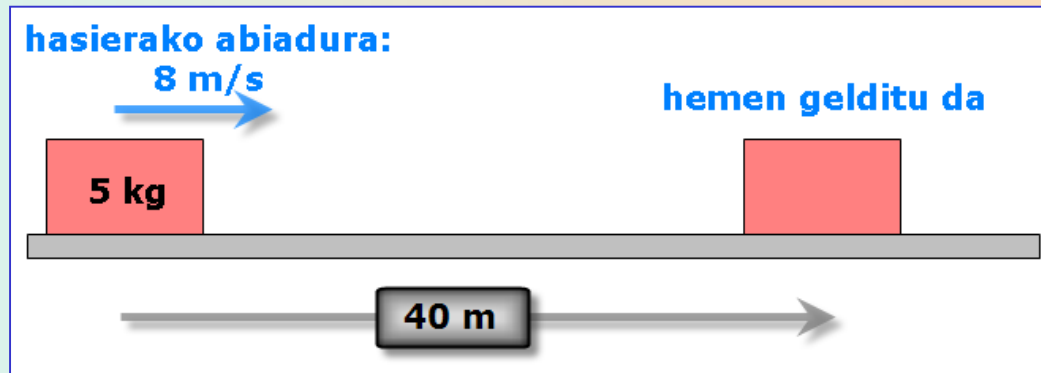 hasierako abiadura:
8 m/s
hemen gelditu da
5 kg
40 m